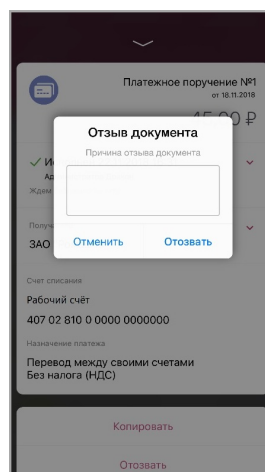 Платежное поручение №1
от 18.11.2018
₽
Отзыв документа
Причина отзыва документа
Ждем
ЗАО
Отменить
Отозвать
Счет списания
Рабочий счёт
407 02 810 0 0000 0000000
Назначение платежа
Перевод между своими счетами
Без налога (НДС)
Копировать
Отозвать